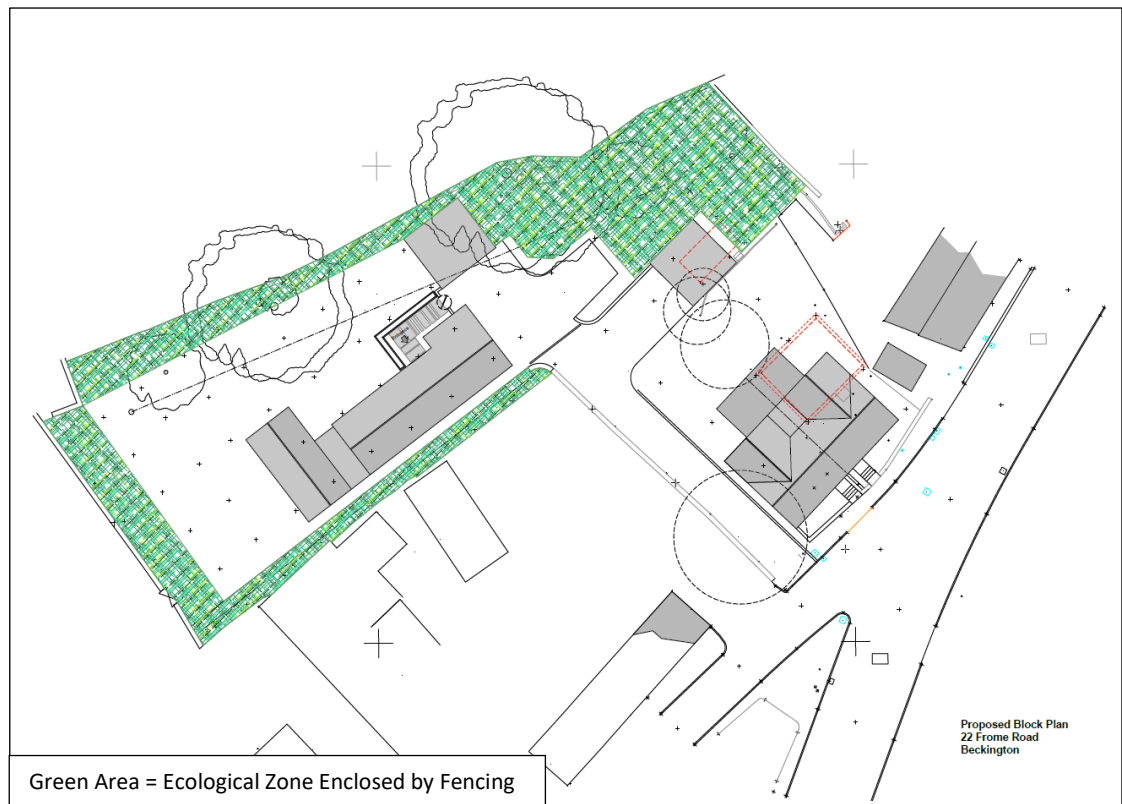 Proposed Block Plan
22 Frome Road
Beckington
Green Area = Ecological Zone Enclosed by Fencing